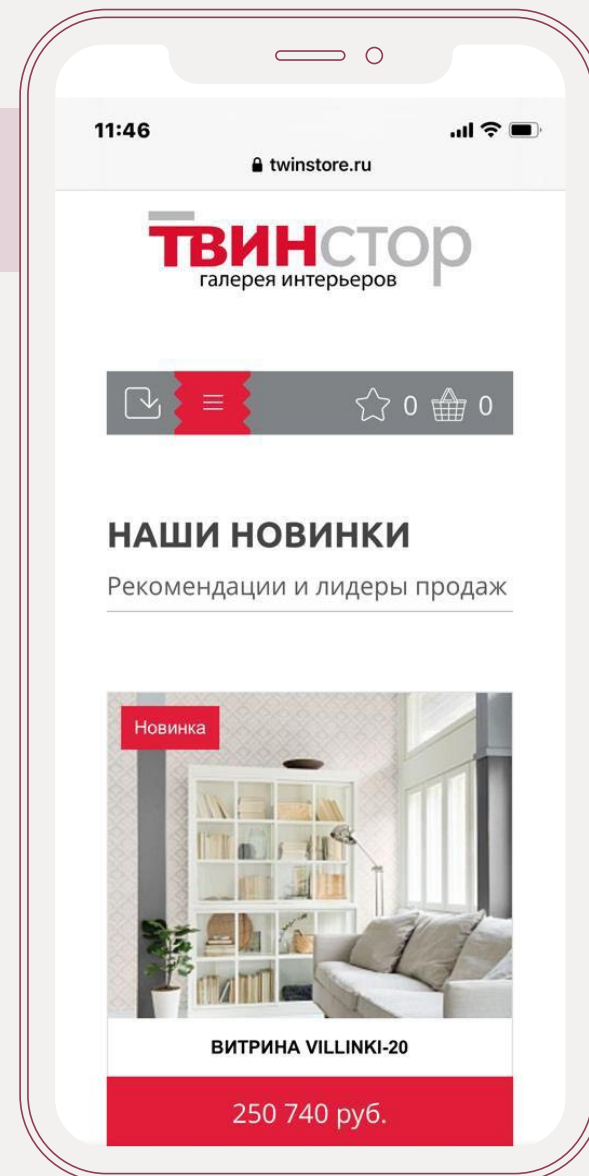 11:46
twinstore.ru
ТВИНСТОР
галерея интерьеров
0 0
НАШИ НОВИНКИ
Рекомендации и лидеры продаж
Новинка
ВИТРИНА VILLINKI-20
250 740 руб.